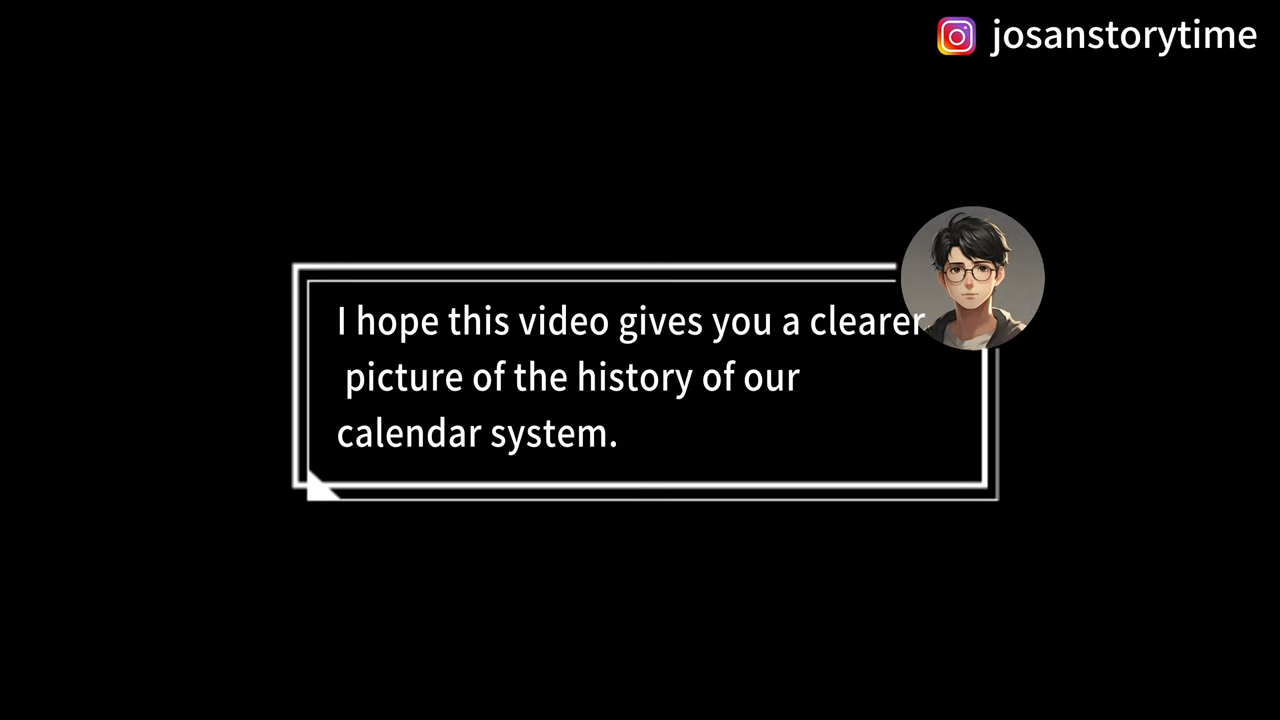 josanstorytime
I hope this video gives you a clearer
picture of the history of our
calendar system.